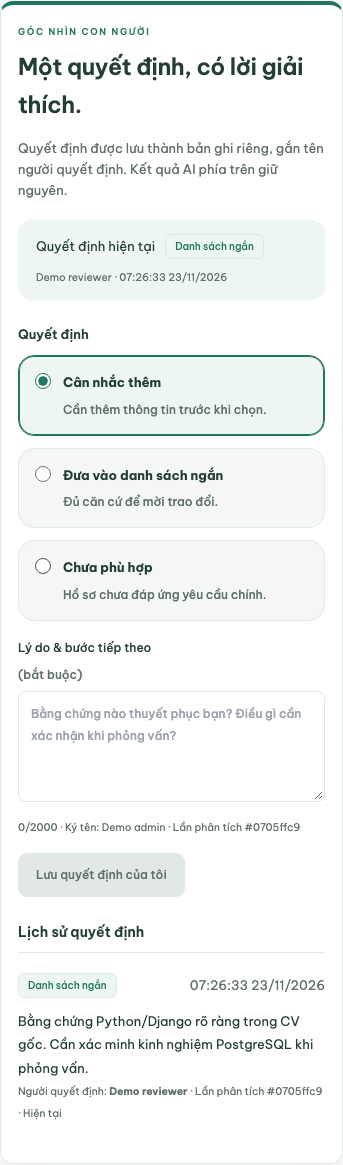 GÓC NHÌN CON NGƯỜI
Một quyết định, có lời giải
thích.
Quyết định được lưu thành bản ghi riêng, gắn tên
người quyết định. Kết quả AI phía trên giữ
nguyên.
Quyết định hiện tại Danh sách ngắn
Demo reviewer · 07:26:33 23/11/2026
Quyết định
Cân nhắc thêm
Cần thêm thông tin trước khi chọn.
Đưa vào danh sách ngắn
Đủ căn cứ để mời trao đổi.
Chưa phù hợp
Hồ sơ chưa đáp ứng yêu cầu chính.
Lý do & bước tiếp theo
(bắt buộc)
Bằng chứng nào thuyết phục bạn? Điều gì cần
xác nhận khi phỏng vấn?
0/2000 · Ký tên: Demo admin · Lần phân tích #0705ffc9
Lưu quyết định của tôi
Lịch sử quyết định
Danh sách ngắn 07:26:33 23/11/2026
Bằng chứng Python/Django rõ ràng trong CV
gốc. Cần xác minh kinh nghiệm PostgreSQL khi
phỏng vấn.
Người quyết định: Demo reviewer · Lần phân tích #0705ffc9
· Hiện tại